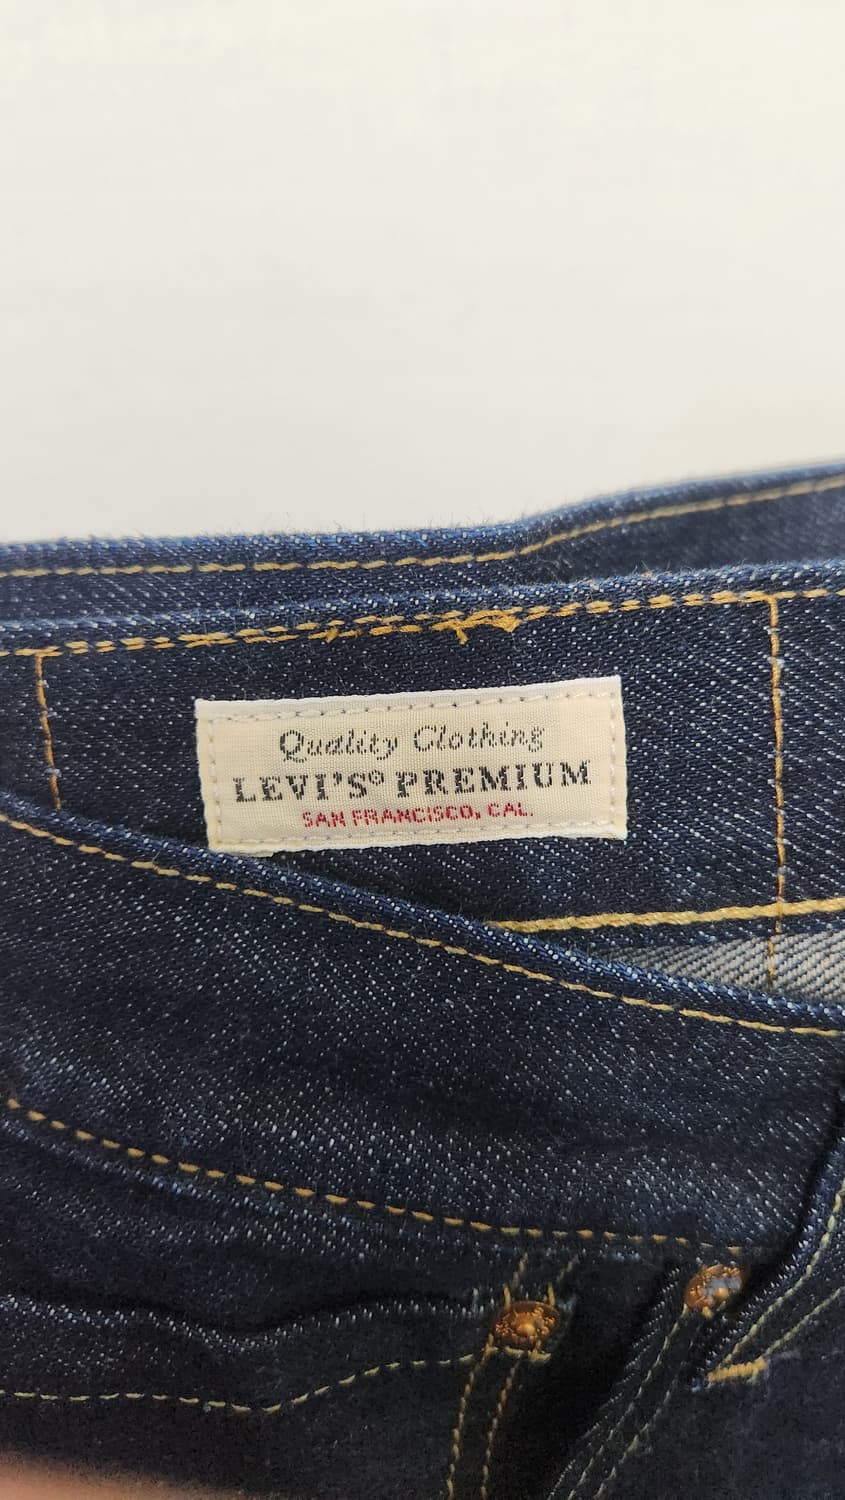 Quality Clothing
LEVI'S® PREMIUM
SAN FRANCISCO, CAL.